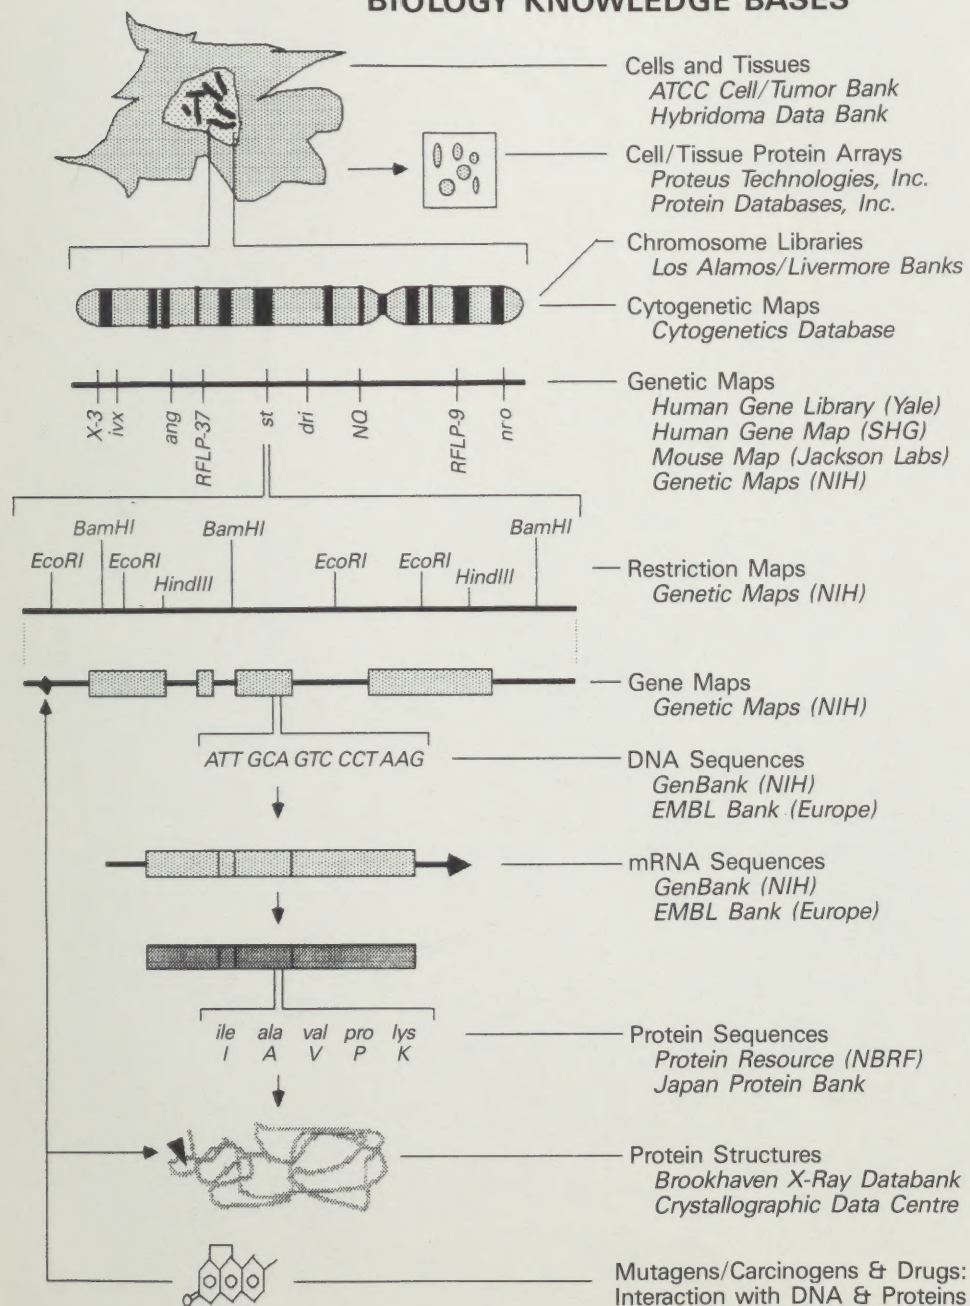 BIOLOGY KNOWLEDGE BASES
Cells and Tissues
ATCC Cell/Tumor Bank
Hybridoma Data Bank
Cell/Tissue Protein Arrays
Proteus Technologies, Inc.
Protein Databases, Inc.
Chromosome Libraries
Los Alamos/Livermore Banks
Cytogenetic Maps
Cytogenetics Database
X-3
ivx
ang
RFLP-37
st
dri
NQ
RFLP-9
nro
Genetic Maps
Human Gene Library (Yale)
Human Gene Map (SHG)
Mouse Map (Jackson Labs)
Genetic Maps (NIH)
BamHI BamHI BamHI
EcoRI EcoRI HindIII EcoRI EcoRI HindIII
Restriction Maps
Genetic Maps (NIH)
Gene Maps
Genetic Maps (NIH)
ATT GCA GTC CCT AAG
DNA Sequences
GenBank (NIH)
EMBL Bank (Europe)
mRNA Sequences
GenBank (NIH)
EMBL Bank (Europe)
ile ala val pro lys
I A V P K
Protein Sequences
Protein Resource (NBRF)
Japan Protein Bank
Protein Structures
Brookhaven X-Ray Databank
Crystallographic Data Centre
Mutagens/Carcinogens & Drugs:
Interaction with DNA & Proteins